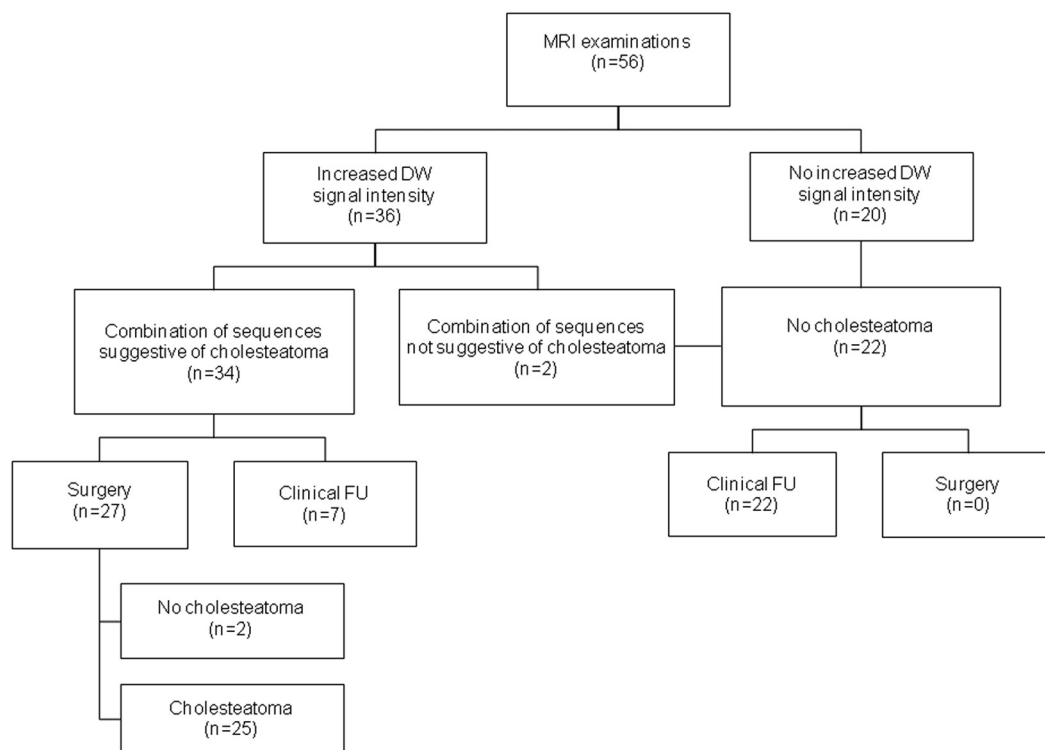 MRI examinations
(n=56)
Increased DW
signal intensity
(n=36)
No increased DW
signal intensity
(n=20)
Combination of sequences
suggestive of cholesteatoma
(n=34)
Combination of sequences
not suggestive of cholesteatoma
(n=2)
No cholesteatoma
(n=22)
Surgery
(n=27)
Clinical FU
(n=7)
Clinical FU
(n=22)
Surgery
(n=0)
No cholesteatoma
(n=2)
Cholesteatoma
(n=25)